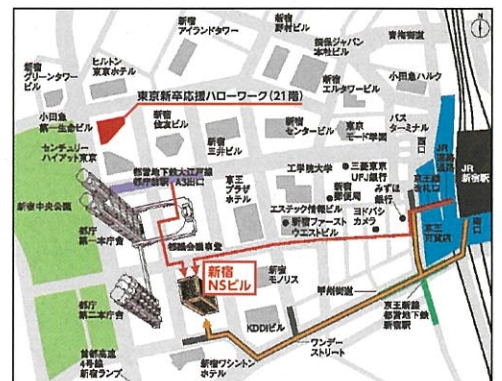 新宿
アイランドタワー
新宿
野村ビル
損保ジャパン
本社ビル
青梅街道
新宿
グリーンタワー
ビル
ヒルトン
東京ホテル
新宿
エルタワービル
小田急ハルク
小田急
第一生命ビル
東京新卒応援ハローワーク(21階)
センチュリー
ハイアット東京
新宿
住友ビル
新宿
三井ビル
新宿
センタービル
東京
モード学園
バス
ターミナル
西口
JR
JR
新宿駅
都営地下鉄大江戸線
都庁前駅 A3出口
京王
プラザ
ホテル
工学院大学
三菱東京
UFJ銀行
新宿
郵便局
みずほ
銀行
京王線
改札口
新宿中央公園
エステック情報ビル
新宿ファースト
ウエストビル
ヨドバシ
カメラ
京王
百貨店
南口
都庁
第一本庁舎
都議会議事堂
新宿
NSビル
新宿
モノリス
甲州街道
都庁
第二本庁舎
KDDIビル
京王新線
都営地下鉄
新宿駅
ワンデー
ストリート
首都高速
4号線
新宿ランプ
新宿ワシントン
ホテル